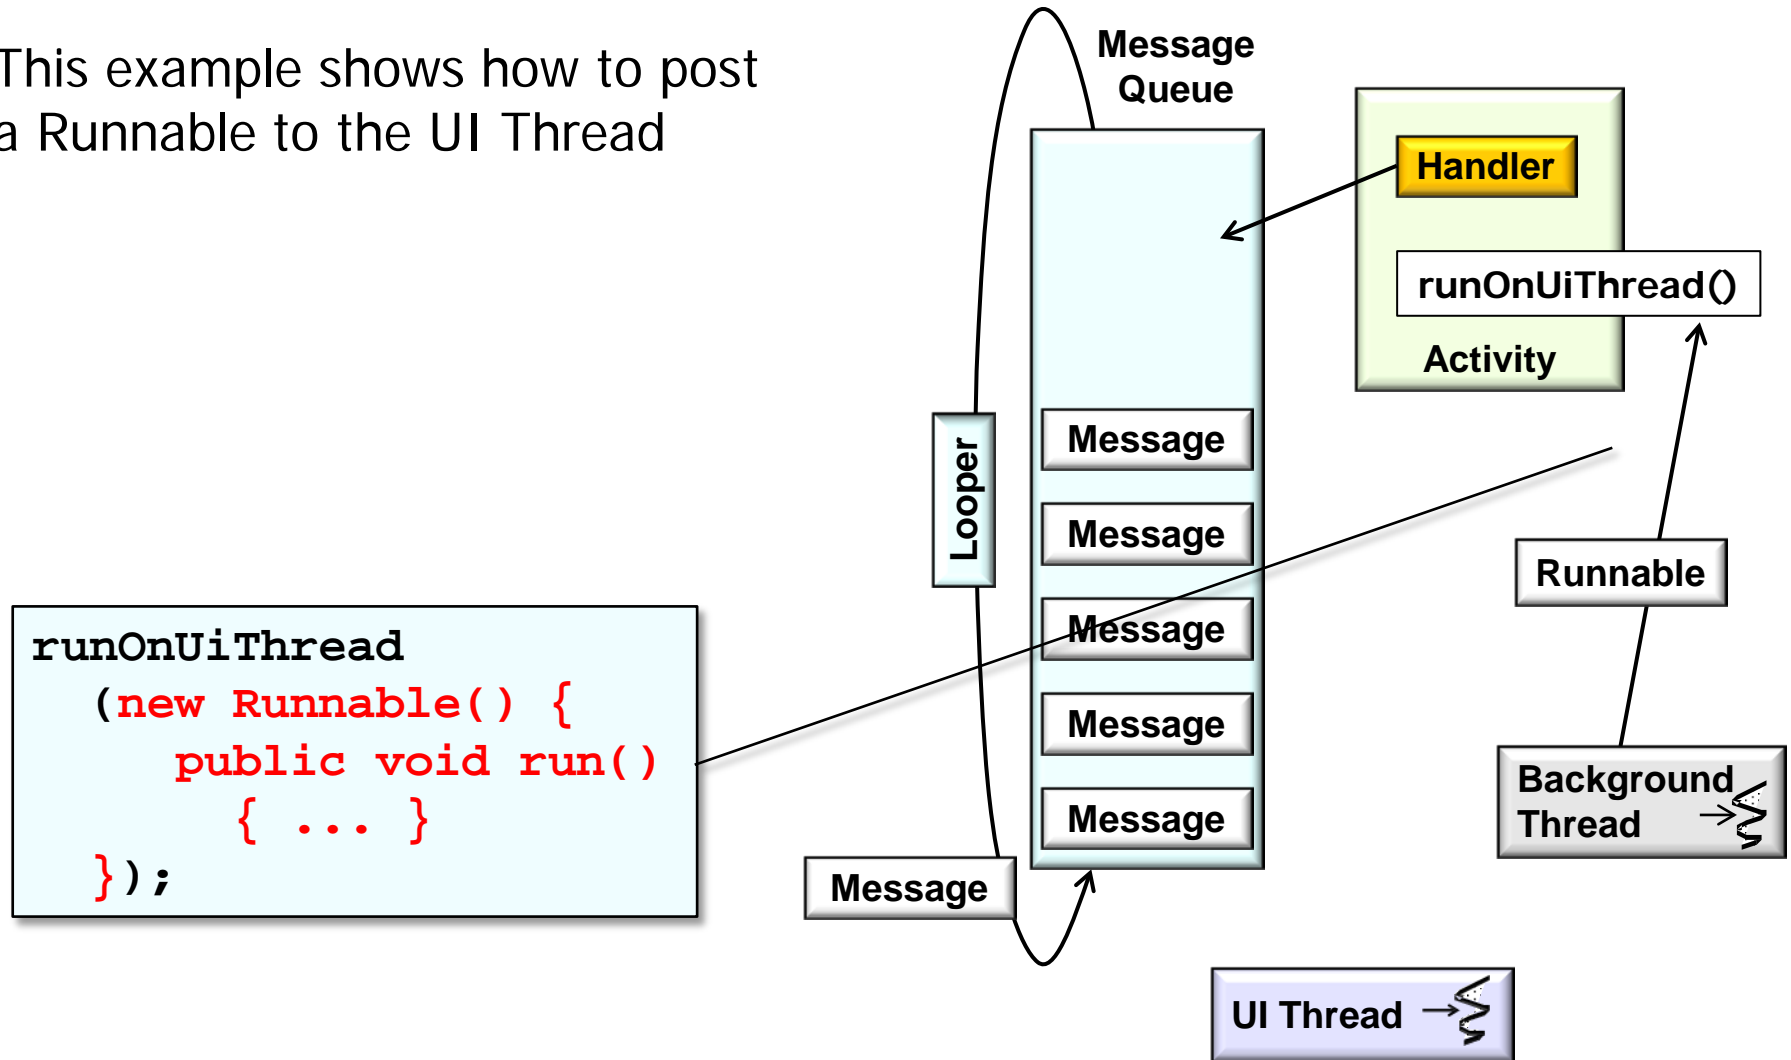 This example shows how to post
a Runnable to the UI Thread
Message
Queue
Handler
runOnUiThread()
Activity
Looper
Message
Message
Message
Message
Message
Message
Runnable
Background
Thread
UI Thread
runOnUiThread
(new Runnable() {
public void run()
{ ... }
});